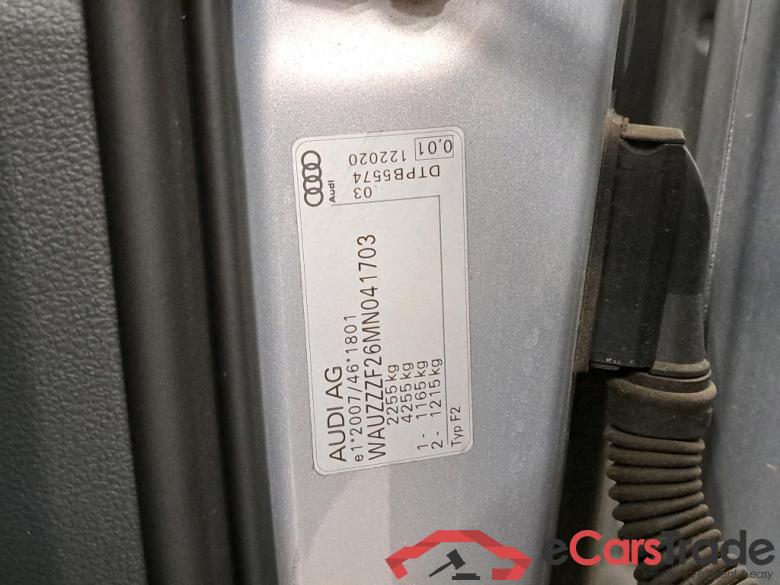 AUDI AG
e1*2007/46*1801
WAUZZZF26MN041703
2255 kg
4255 kg
1 - 1165 kg
2 - 1215 kg
Typ F2
Audi
.03
DTPB5574
122020
0,01
eCarsTrade
& easy